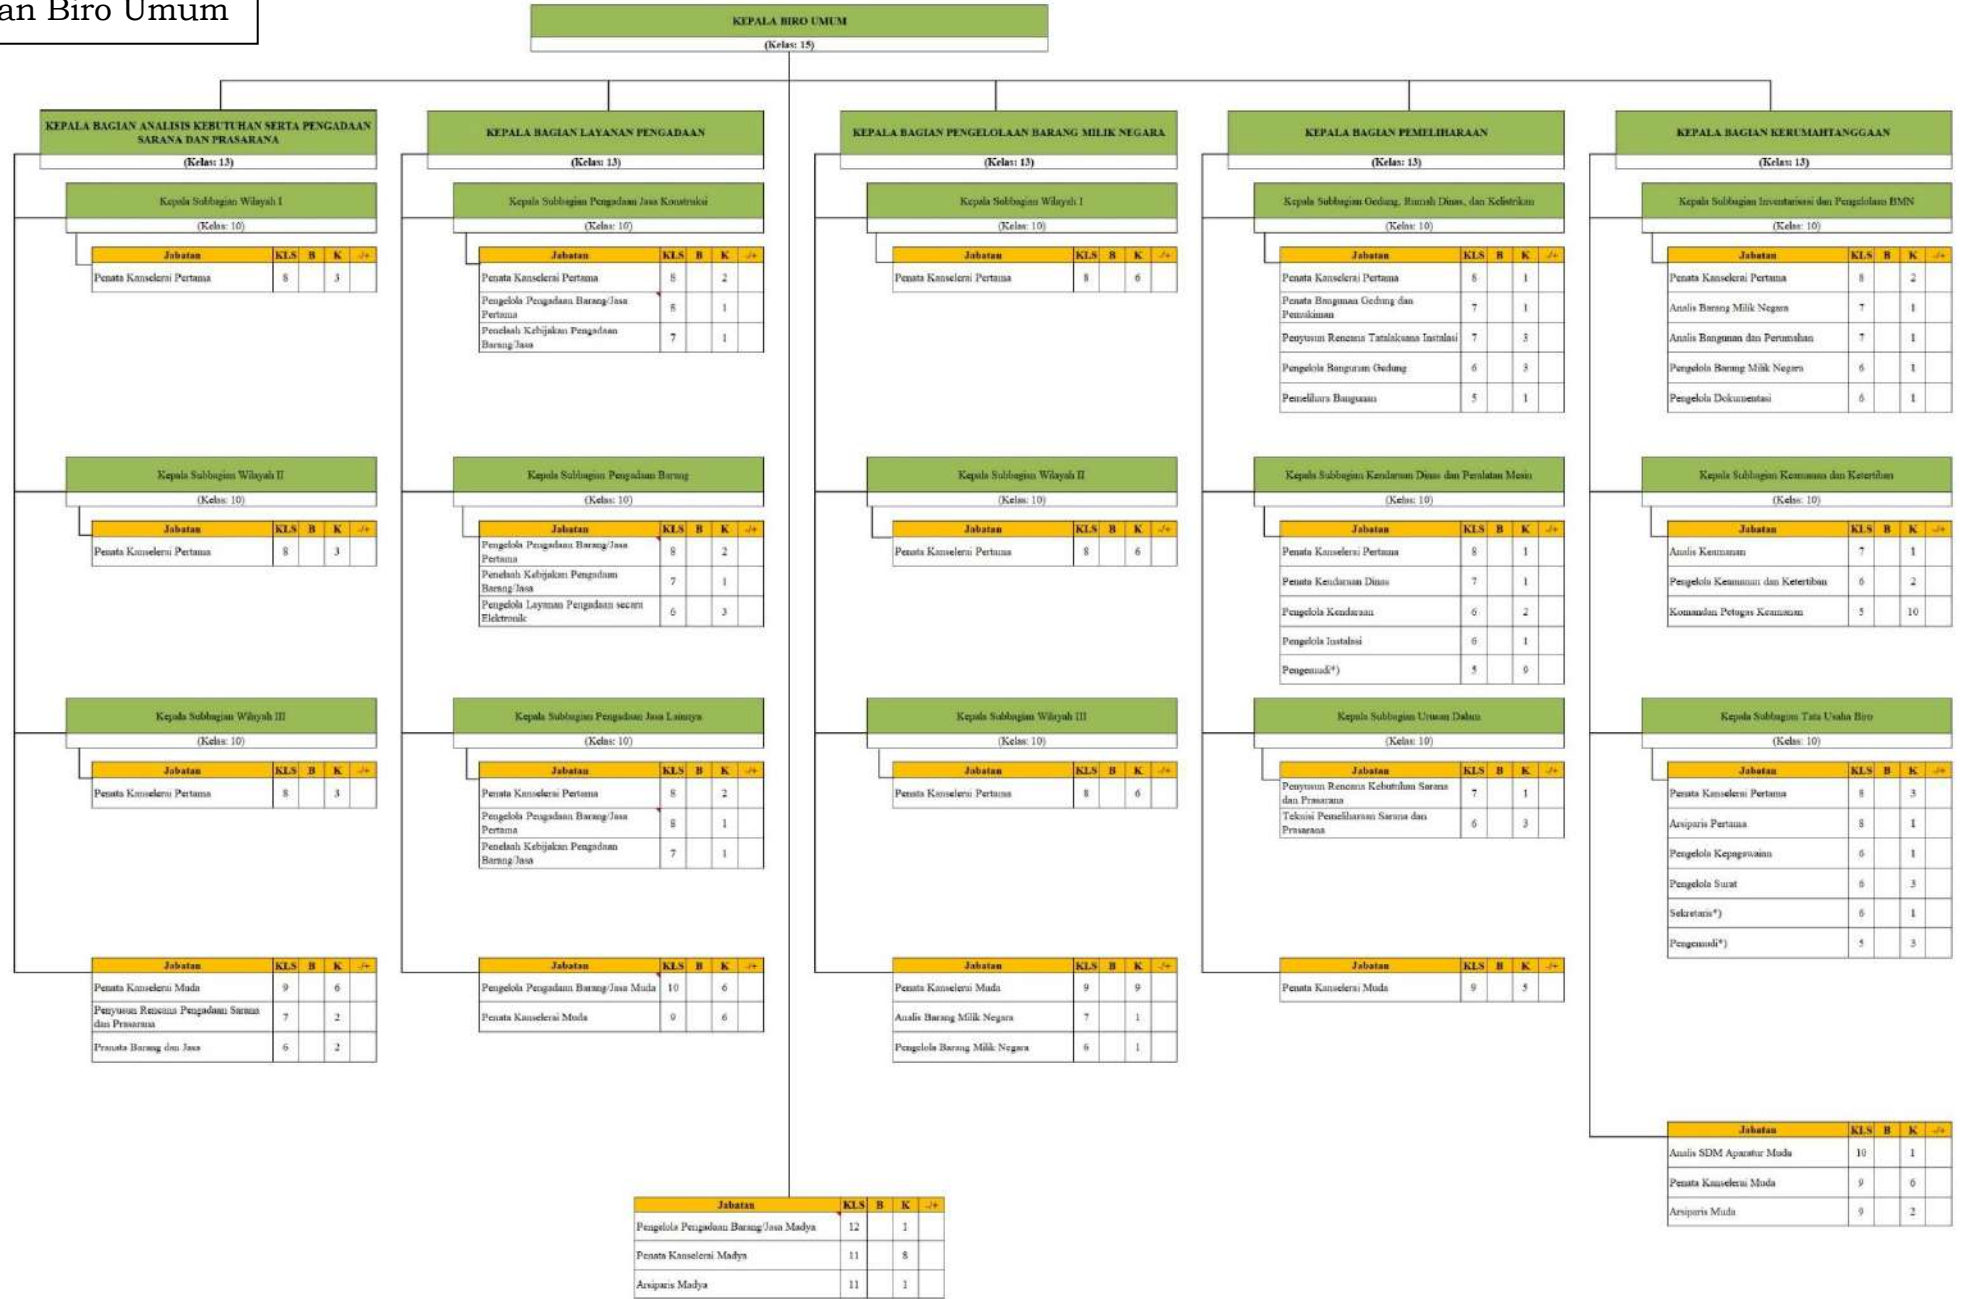 an Biro Umum
KEPALA BIRO UMUM
(Kelas: 15)
KEPALA BAGIAN ANALISIS KEBUTUHAN SERTA PENGADAAN
SARANA DAN PRASARANA
(Kelas: 13)
Kepala Subbagian Wilayah I
(Kelas: 10)
Jabatan KLS B K -/+
Penata Kanselerai Pertama 8 3
Kepala Subbagian Wilayah II
(Kelas: 10)
Jabatan KLS B K -/+
Penata Kanselerai Pertama 8 3
Kepala Subbagian Wilayah III
(Kelas: 10)
Jabatan KLS B K -/+
Penata Kanselerai Pertama 8 3
Jabatan KLS B K -/+
Penata Kanselerai Muda 9 6
Penyusun Rencana Pengadaan Sarana
dan Prasarana 7 2
Pranata Barang dan Jasa 6 2
KEPALA BAGIAN LAYANAN PENGADAAN
(Kelas: 13)
Kepala Subbagian Pengadaan Jasa Konstruksi
(Kelas: 10)
Jabatan KLS B K -/+
Penata Kanselerai Pertama 8 2
Pengelola Pengadaan Barang/Jasa
Pertama 8 1
Penelaah Kebijakan Pengadaan
Barang/Jasa 7 1
Kepala Subbagian Pengadaan Barang
(Kelas: 10)
Jabatan KLS B K -/+
Pengelola Pengadaan Barang/Jasa
Pertama 8 2
Penelaah Kebijakan Pengadaan
Barang/Jasa 7 1
Pengelola Layanan Pengadaan secara
Elektronik 6 3
Kepala Subbagian Pengadaan Jasa Lainnya
(Kelas: 10)
Jabatan KLS B K -/+
Penata Kanselerai Pertama 8 2
Pengelola Pengadaan Barang/Jasa
Pertama 8 1
Penelaah Kebijakan Pengadaan
Barang/Jasa 7 1
Jabatan KLS B K -/+
Pengelola Pengadaan Barang/Jasa Muda 10 6
Penata Kanselerai Muda 9 6
KEPALA BAGIAN PENGELOLAAN BARANG MILIK NEGARA
(Kelas: 13)
Kepala Subbagian Wilayah I
(Kelas: 10)
Jabatan KLS B K -/+
Penata Kanselerai Pertama 8 6
Kepala Subbagian Wilayah II
(Kelas: 10)
Jabatan KLS B K -/+
Penata Kanselerai Pertama 8 6
Kepala Subbagian Wilayah III
(Kelas: 10)
Jabatan KLS B K -/+
Penata Kanselerai Pertama 8 6
Jabatan KLS B K -/+
Penata Kanselerai Muda 9 9
Analis Barang Milik Negara 7 1
Pengelola Barang Milik Negara 6 1
KEPALA BAGIAN PEMELIHARAAN
(Kelas: 13)
Kepala Subbagian Gedung, Rumah Dinas, dan Kelistrikan
(Kelas: 10)
Jabatan KLS B K -/+
Penata Kanselerai Pertama 8 1
Penata Bangunan Gedung dan
Pemukiman 7 1
Penyusun Rencana Tatalaksana Instalasi 7 3
Pengelola Bangunan Gedung 6 3
Pemelihara Bangunan 5 1
Kepala Subbagian Kendaraan Dinas dan Peralatan Mesin
(Kelas: 10)
Jabatan KLS B K -/+
Penata Kanselerai Pertama 8 1
Penata Kendaraan Dinas 7 1
Pengelola Kendaraan 6 2
Pengelola Instalasi 6 1
Pengemudi*) 5 9
Kepala Subbagian Urusan Dalam
(Kelas: 10)
Jabatan KLS B K -/+
Penyusun Rencana Kebutuhan Sarana
dan Prasarana 7 1
Teknisi Pemeliharaan Sarana dan
Prasarana 6 3
Jabatan KLS B K -/+
Penata Kanselerai Muda 9 5
KEPALA BAGIAN KERUMAHTANGGAAN
(Kelas: 13)
Kepala Subbagian Inventarisasi dan Pengelolaan BMN
(Kelas: 10)
Jabatan KLS B K -/+
Penata Kanselerai Pertama 8 2
Analis Barang Milik Negara 7 1
Analis Bangunan dan Perumahan 7 1
Pengelola Barang Milik Negara 6 1
Pengelola Dokumentasi 6 1
Kepala Subbagian Keamanan dan Ketertiban
(Kelas: 10)
Jabatan KLS B K -/+
Analis Keamanan 7 1
Pengelola Keamanan dan Ketertiban 6 2
Komandan Petugas Keamanan 5 10
Kepala Subbagian Tata Usaha Biro
(Kelas: 10)
Jabatan KLS B K -/+
Penata Kanselerai Pertama 8 3
Arsiparis Pertama 8 1
Pengelola Kepegawaian 6 1
Pengelola Surat 6 3
Sekretaris*) 6 1
Pengemudi*) 5 3
Jabatan KLS B K -/+
Analis SDM Aparatur Muda 10 1
Penata Kanselerai Muda 9 6
Arsiparis Muda 9 2
Jabatan KLS B K -/+
Pengelola Pengadaan Barang/Jasa Madya 12 1
Penata Kanselerai Madya 11 8
Arsiparis Madya 11 1